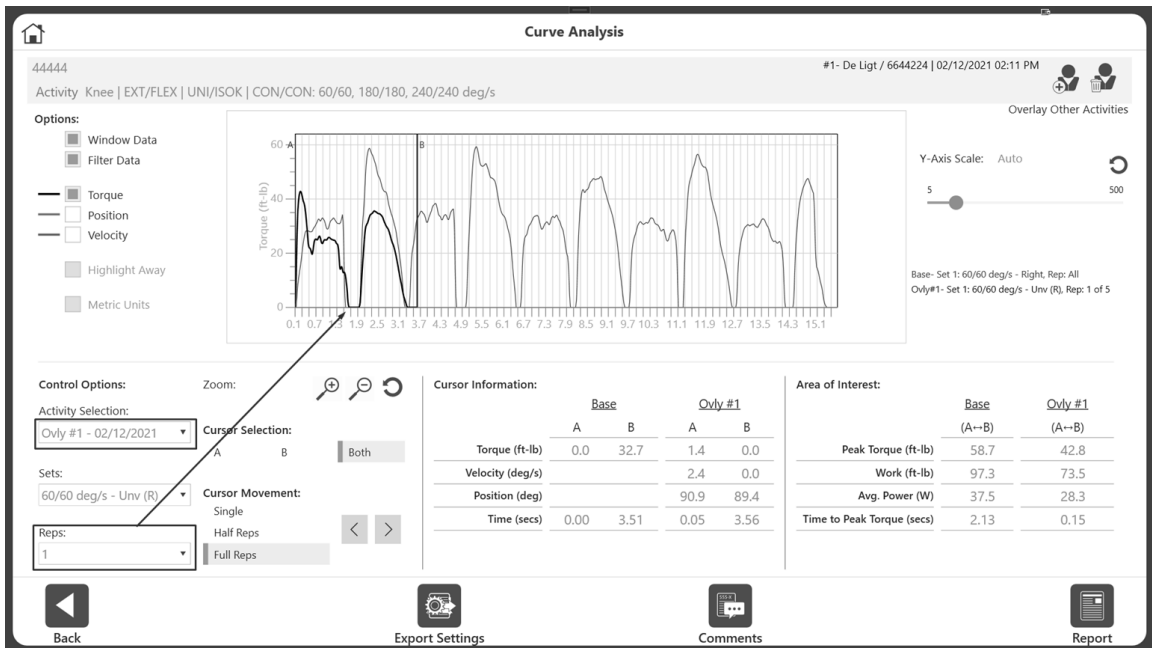 Curve Analysis
44444
#1- De Ligt / 6644224 | 02/12/2021 02:11 PM
Activity Knee | EXT/FLEX | UNI/ISOK | CON/CON: 60/60, 180/180, 240/240 deg/s
Overlay Other Activities
Options:
Window Data
Filter Data
Torque
Position
Velocity
Highlight Away
Metric Units
Torque (ft-lb)
60
40
20
0
A
B
0.1 0.7 1.3 1.9 2.5 3.1 3.7 4.3 4.9 5.5 6.1 6.7 7.3 7.9 8.5 9.1 9.7 10.3 11.1 11.9 12.7 13.5 14.3 15.1
Y-Axis Scale: Auto
5 500
Base- Set 1: 60/60 deg/s - Right, Rep: All
Ovly#1- Set 1: 60/60 deg/s - Unv (R), Rep: 1 of 5
Control Options:
Activity Selection:
Ovly #1 - 02/12/2021
Sets:
60/60 deg/s - Unv (R)
Reps:
1
Zoom:
Cursor Selection:
A B Both
Cursor Movement:
Single
Half Reps
Full Reps
Cursor Information:
Base Ovly #1
A B A B
Torque (ft-lb) 0.0 32.7 1.4 0.0
Velocity (deg/s) 2.4 0.0
Position (deg) 90.9 89.4
Time (secs) 0.00 3.51 0.05 3.56
Area of Interest:
Base Ovly #1
(A↔B) (A↔B)
Peak Torque (ft-lb) 58.7 42.8
Work (ft-lb) 97.3 73.5
Avg. Power (W) 37.5 28.3
Time to Peak Torque (secs) 2.13 0.15
Back
Export Settings
Comments
Report